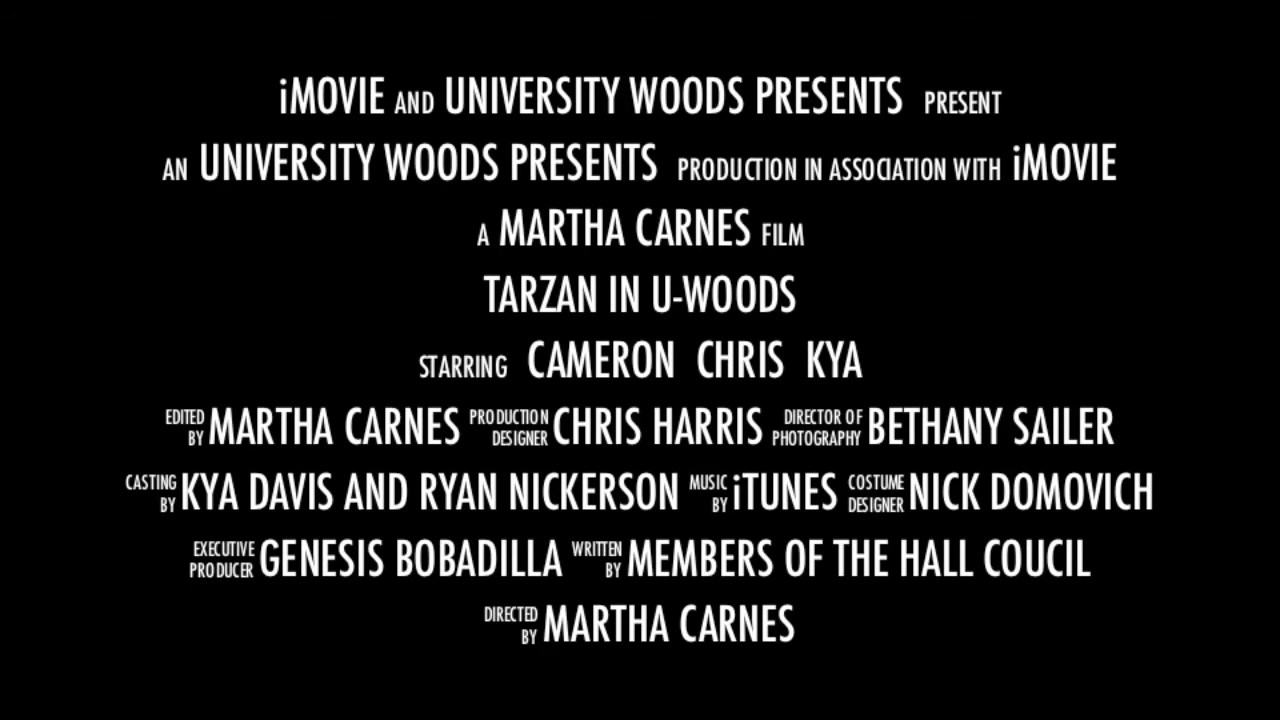 iMOVIE AND UNIVERSITY WOODS PRESENTS PRESENT
AN UNIVERSITY WOODS PRESENTS PRODUCTION IN ASSOCIATION WITH iMOVIE
A MARTHA CARNES FILM
TARZAN IN U-WOODS
STARRING CAMERON CHRIS KYA
EDITED BY MARTHA CARNES PRODUCTION DESIGNER CHRIS HARRIS DIRECTOR OF PHOTOGRAPHY BETHANY SAILER
CASTING BY KYA DAVIS AND RYAN NICKERSON MUSIC BY iTUNES COSTUME DESIGNER NICK DOMOVICH
EXECUTIVE PRODUCER GENESIS BOBADILLA WRITTEN BY MEMBERS OF THE HALL COUCIL
DIRECTED BY MARTHA CARNES